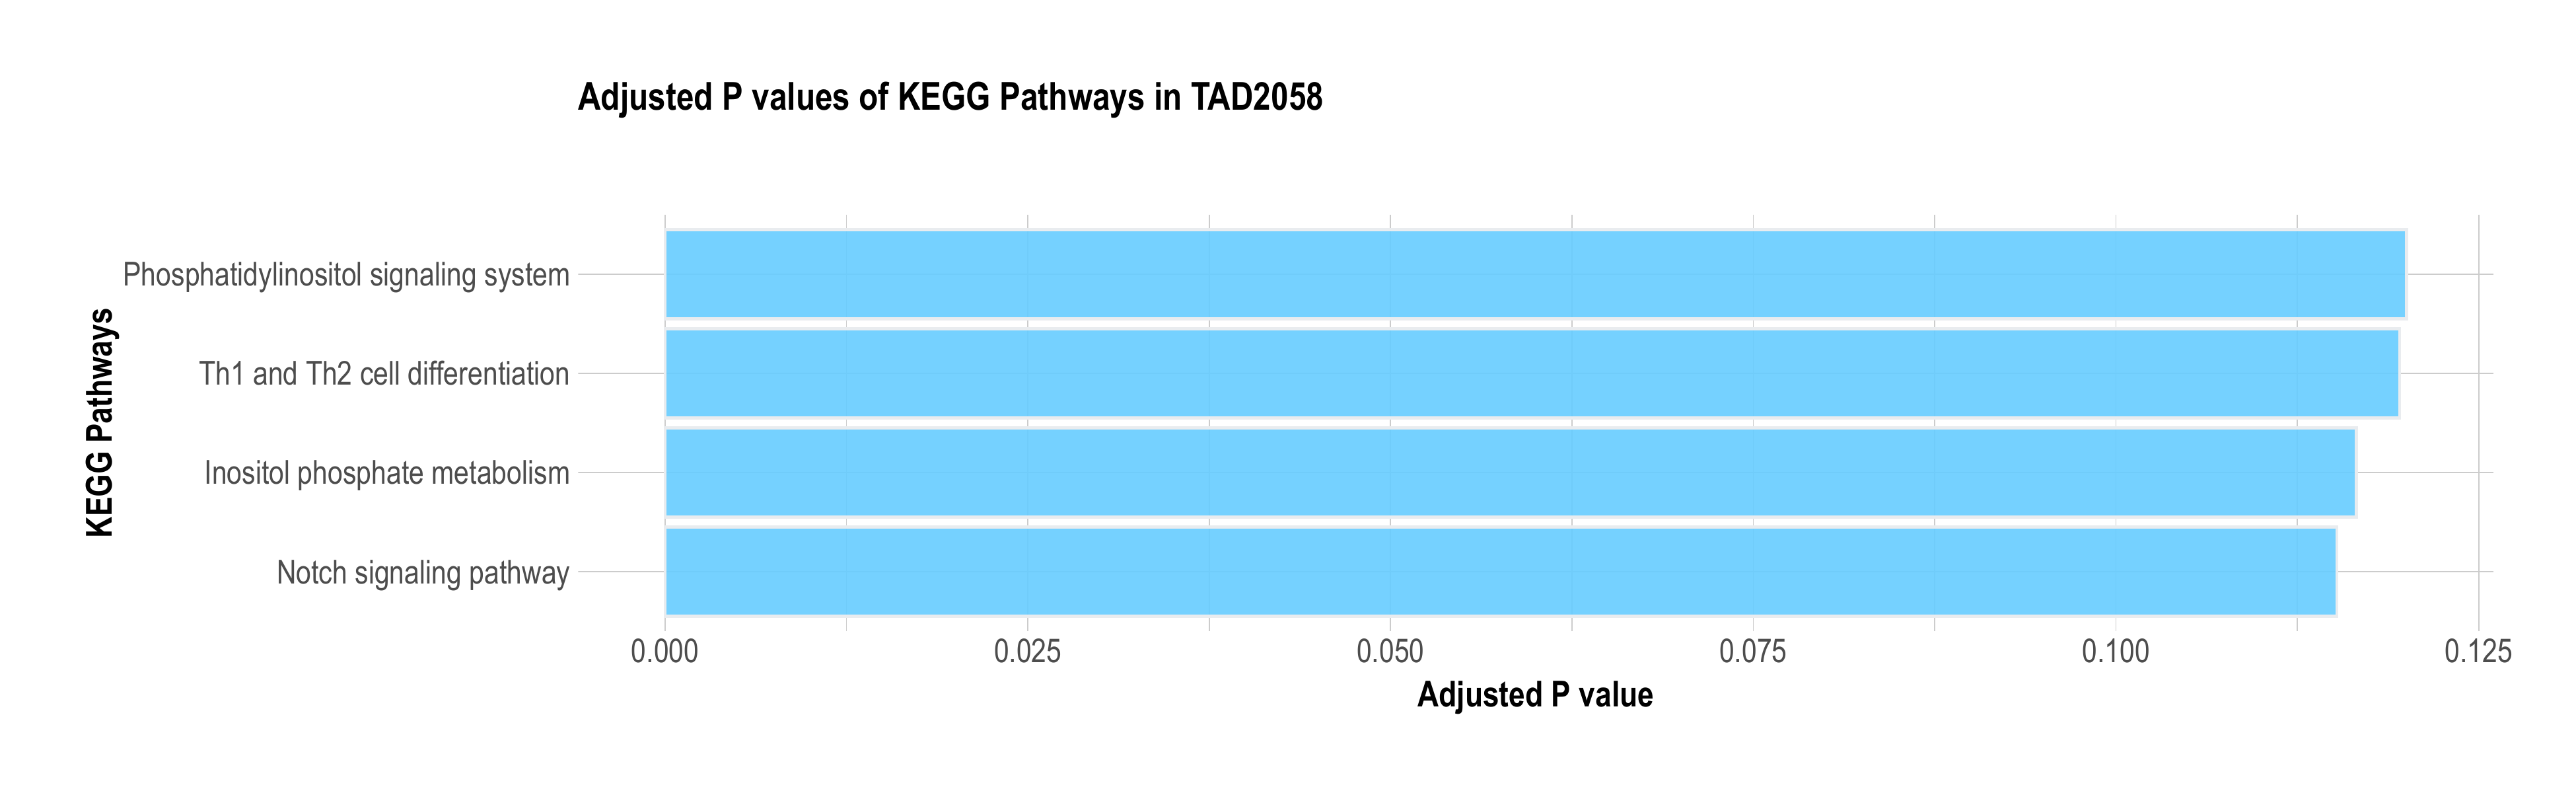 Adjusted P values of KEGG Pathways in TAD2058
KEGG Pathways
Phosphatidylinositol signaling system
Th1 and Th2 cell differentiation
Inositol phosphate metabolism
Notch signaling pathway
0.000 0.025 0.050 0.075 0.100 0.125
Adjusted P value